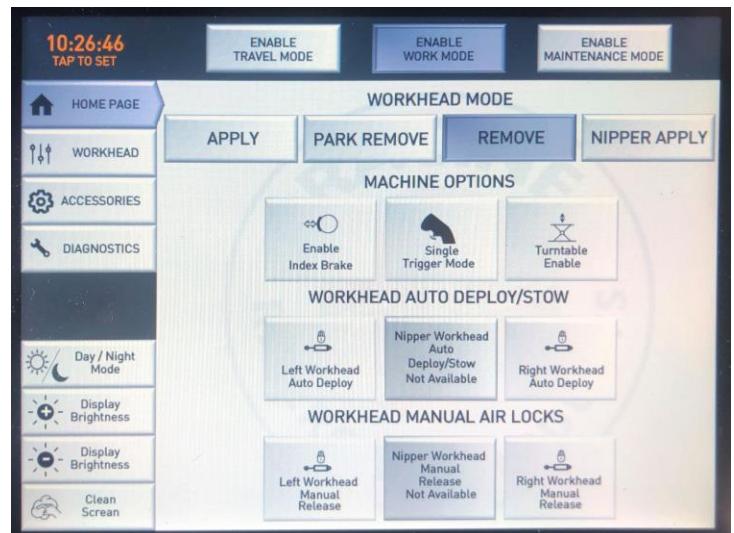 10:26:46
TAP TO SET
ENABLE
TRAVEL MODE
ENABLE
WORK MODE
ENABLE
MAINTENANCE MODE
HOME PAGE
WORKHEAD
ACCESSORIES
DIAGNOSTICS
Day / Night
Mode
Display
Brightness
Display
Brightness
Clean
Screan
WORKHEAD MODE
APPLY
PARK REMOVE
REMOVE
NIPPER APPLY
MACHINE OPTIONS
Enable
Index Brake
Single
Trigger Mode
Turntable
Enable
WORKHEAD AUTO DEPLOY/STOW
Left Workhead
Auto Deploy
Nipper Workhead
Auto
Deploy/Stow
Not Available
Right Workhead
Auto Deploy
WORKHEAD MANUAL AIR LOCKS
Left Workhead
Manual
Release
Nipper Workhead
Manual
Release
Not Available
Right Workhead
Manual
Release